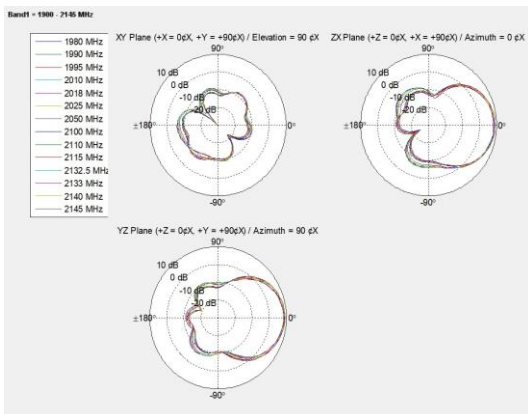 Band1 = 1900 - 2145 MHz
1980 MHz
1990 MHz
1995 MHz
2010 MHz
2018 MHz
2025 MHz
2050 MHz
2100 MHz
2110 MHz
2115 MHz
2132.5 MHz
2133 MHz
2140 MHz
2145 MHz
XY Plane (+X = 0¢X, +Y = +90¢X) / Elevation = 90 ¢X
90°
10 dB
0 dB
-10 dB
-20 dB
±180°
0°
-90°
ZX Plane (+Z = 0¢X, +X = +90¢X) / Azimuth = 0 ¢X
90°
10 dB
0 dB
-10 dB
-20 dB
±180°
0°
-90°
YZ Plane (+Z = 0¢X, +Y = +90¢X) / Azimuth = 90 ¢X
90°
10 dB
0 dB
-10 dB
-20 dB
±180°
0°
-90°